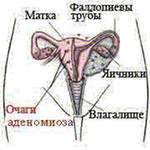 Матка
Фаллопиевы
трубы
Яичники
Очаги
аденомиоза
Влагалище